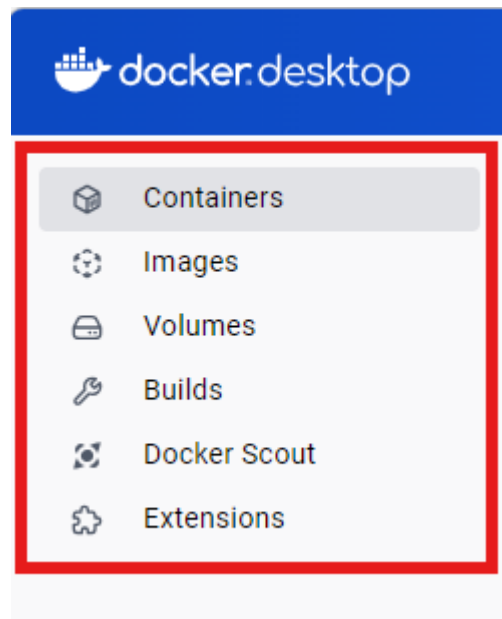 docker.desktop
Containers
Images
Volumes
Builds
Docker Scout
Extensions